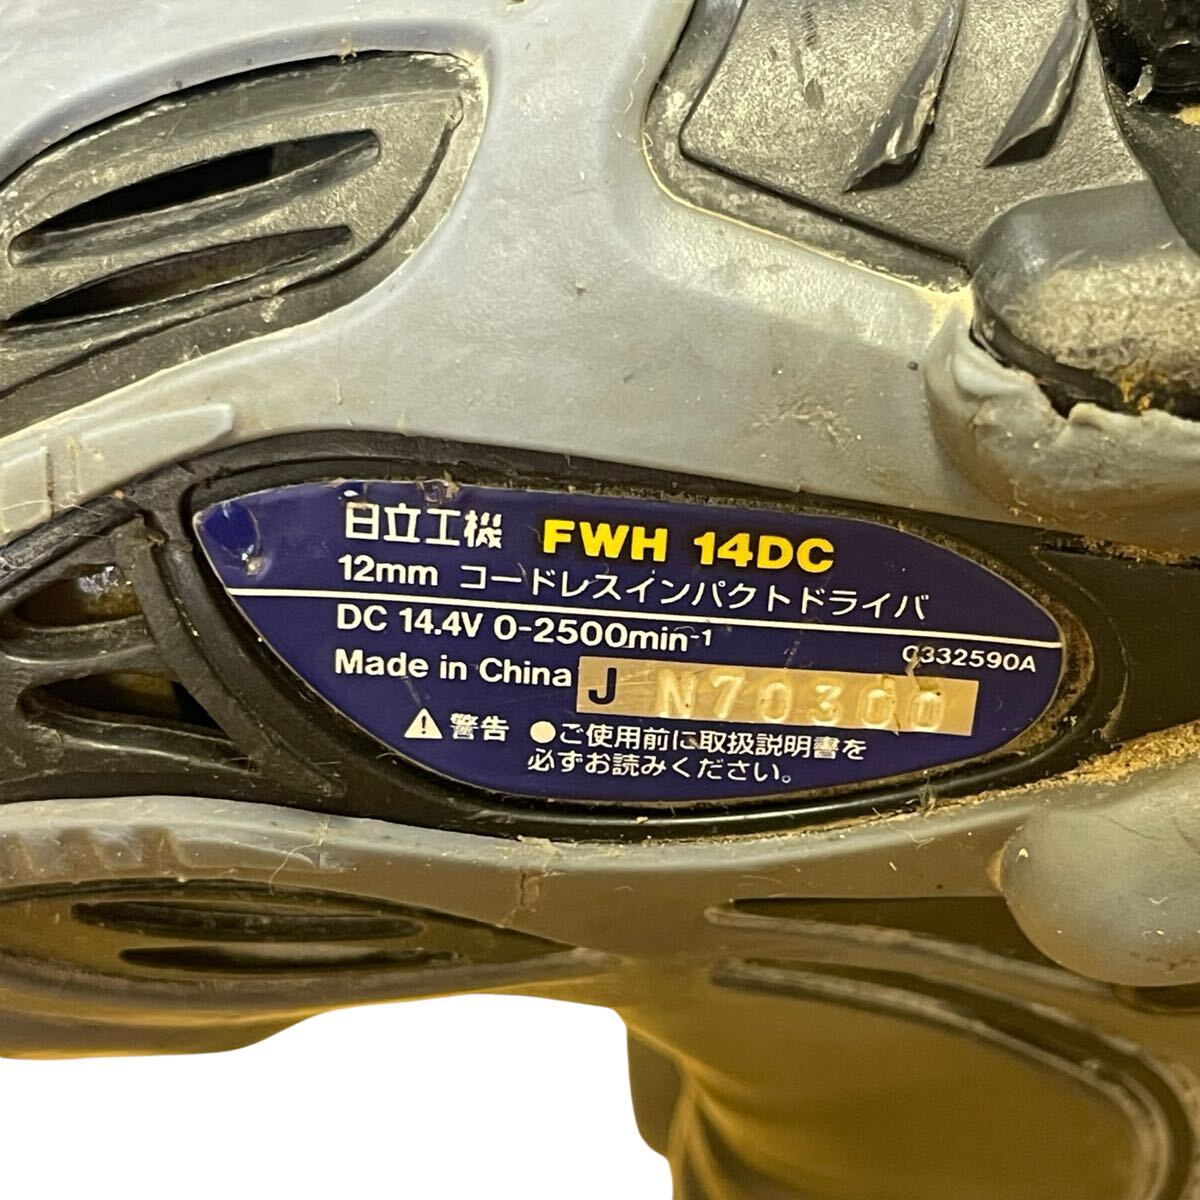 日立工機 FWH 14DC
12mm コードレスインパクトドライバ
DC 14.4V 0-2500min-1
C332590A
Made in China J N70300
⚠警告 ●ご使用前に取扱説明書を
必ずお読みください。